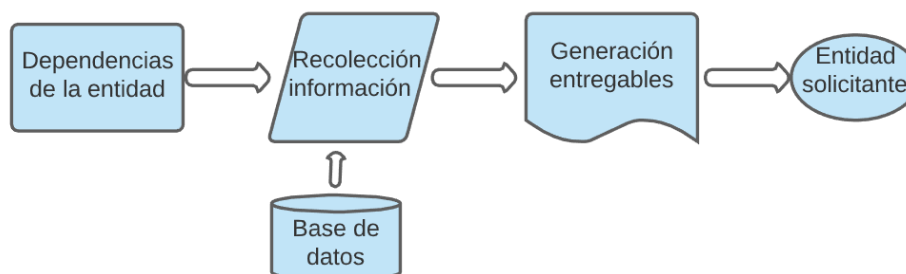 Dependencias
de la entidad
Recolección
información
Generación
entregables
Entidad
solicitante
Base de
datos